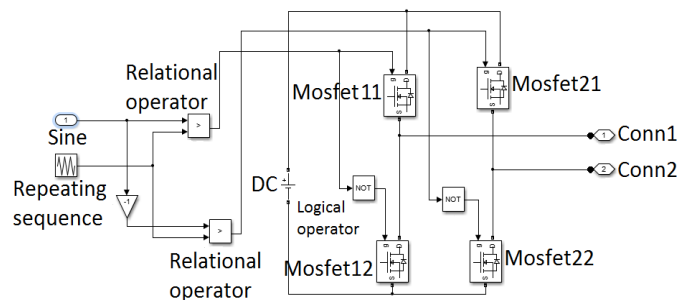 Relational
operator
1
Sine
>
Repeating
sequence
-1
>
Relational
operator
DC
+
Logical
operator
NOT
NOT
Mosfet11
g
D
S
Mosfet21
g
D
S
Mosfet12
g
D
S
Mosfet22
g
D
S
1
Conn1
2
Conn2